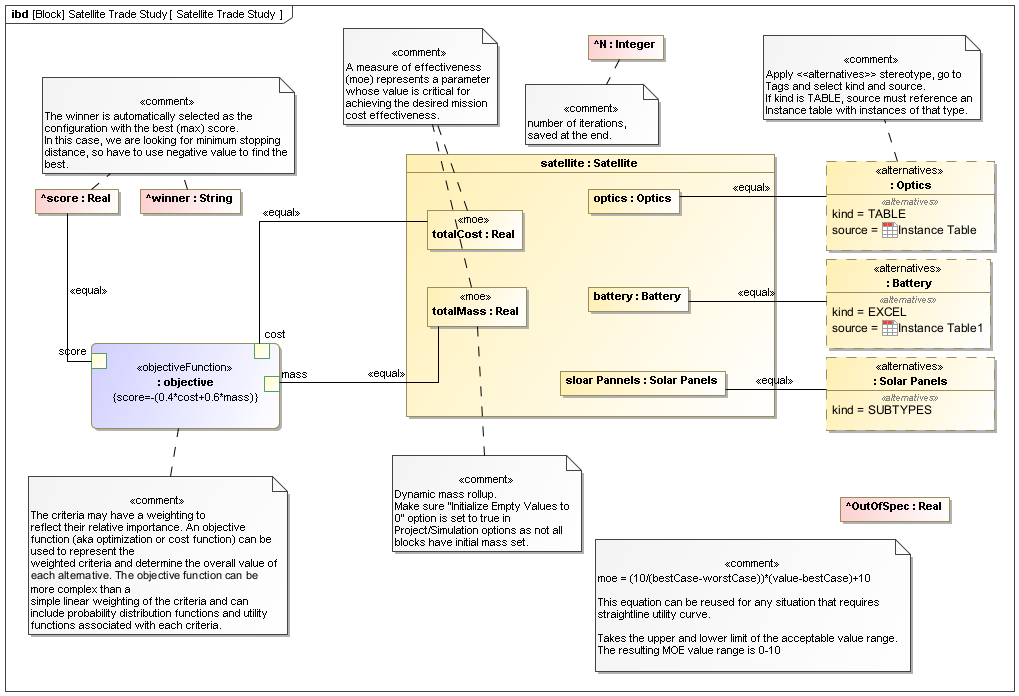 ibd [Block] Satellite Trade Study [ Satellite Trade Study ]
«comment»
The winner is automatically selected as the
configuration with the best (max) score.
In this case, we are looking for minimum stopping
distance, so have to use negative value to find the
best.
«comment»
A measure of effectiveness
(moe) represents a parameter
whose value is critical for
achieving the desired mission
cost effectiveness.
^N : Integer
«comment»
number of iterations,
saved at the end.
«comment»
Apply <<alternatives>> stereotype, go to
Tags and select kind and source.
If kind is TABLE, source must reference an
Instance table with instances of that type.
^score : Real
^winner : String
satellite : Satellite
«moe»
totalCost : Real
«moe»
totalMass : Real
optics : Optics
battery : Battery
sloar Pannels : Solar Panels
«equal»
«equal»
«equal»
«equal»
«equal»
«equal»
«alternatives»
: Optics
«alternatives»
kind = TABLE
source = Instance Table
«alternatives»
: Battery
«alternatives»
kind = EXCEL
source = Instance Table1
«alternatives»
: Solar Panels
«alternatives»
kind = SUBTYPES
score
cost
mass
«objectiveFunction»
: objective
{score=-(0.4*cost+0.6*mass)}
«comment»
The criteria may have a weighting to
reflect their relative importance. An objective
function (aka optimization or cost function) can be
used to represent the
weighted criteria and determine the overall value of
each alternative. The objective function can be
more complex than a
simple linear weighting of the criteria and can
include probability distribution functions and utility
functions associated with each criteria.
«comment»
Dynamic mass rollup.
Make sure "Initialize Empty Values to
0" option is set to true in
Project/Simulation options as not all
blocks have initial mass set.
^OutOfSpec : Real
«comment»
moe = (10/(bestCase-worstCase))*(value-bestCase)+10
This equation can be reused for any situation that requires
straightline utility curve.
Takes the upper and lower limit of the acceptable value range.
The resulting MOE value range is 0-10